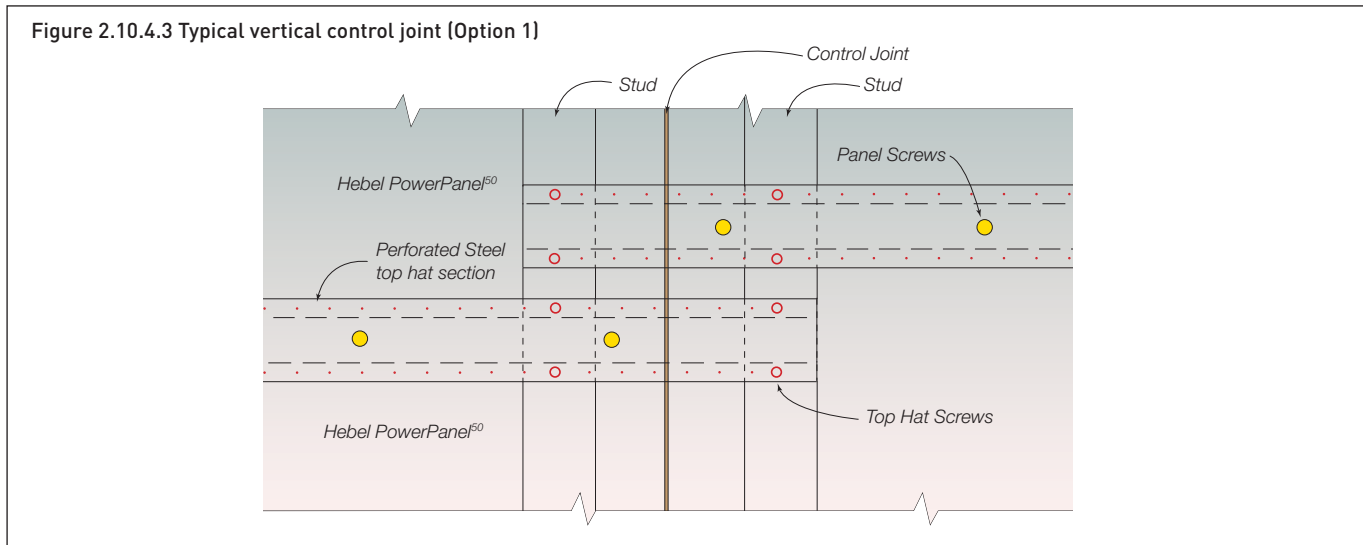 Figure 2.10.4.3 Typical vertical control joint (Option 1)
Control Joint
Stud
Stud
Panel Screws
Hebel PowerPanel⁵⁰
Perforated Steel
top hat section
Top Hat Screws
Hebel PowerPanel⁵⁰